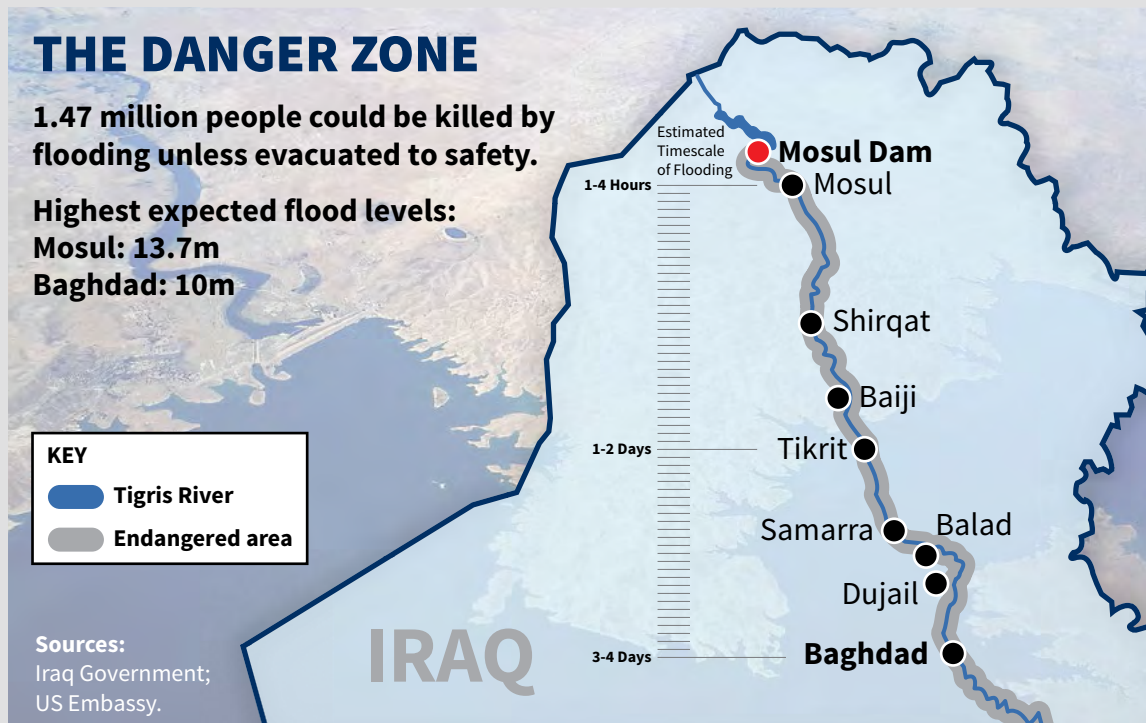 THE DANGER ZONE
1.47 million people could be killed by
flooding unless evacuated to safety.
Highest expected flood levels:
Mosul: 13.7m
Baghdad: 10m
KEY
Tigris River
Endangered area
Sources:
Iraq Government;
US Embassy.
Estimated
Timescale
of Flooding
1-4 Hours
1-2 Days
3-4 Days
Mosul Dam
Mosul
Shirqat
Baiji
Tikrit
Samarra
Balad
Dujail
Baghdad
IRAQ